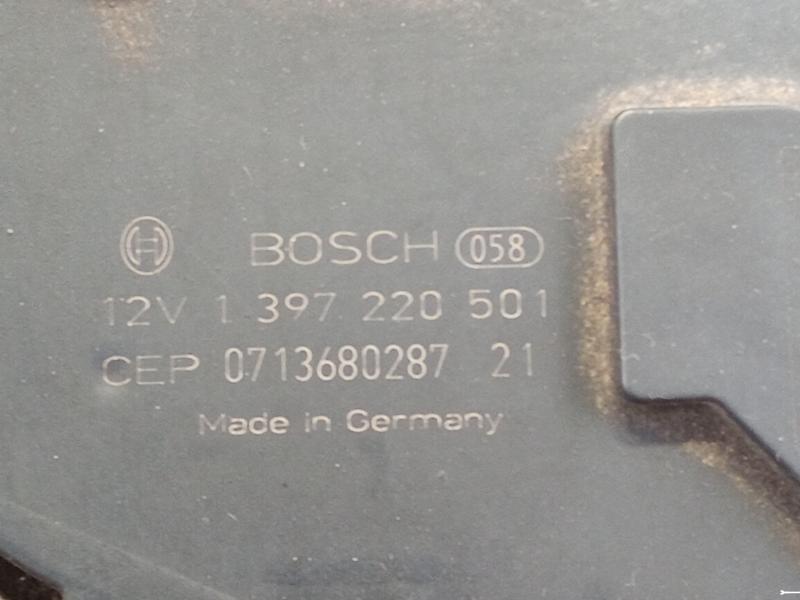 BOSCH 058
12V 1 397 220 501
CEP 0713680287 21
Made in Germany